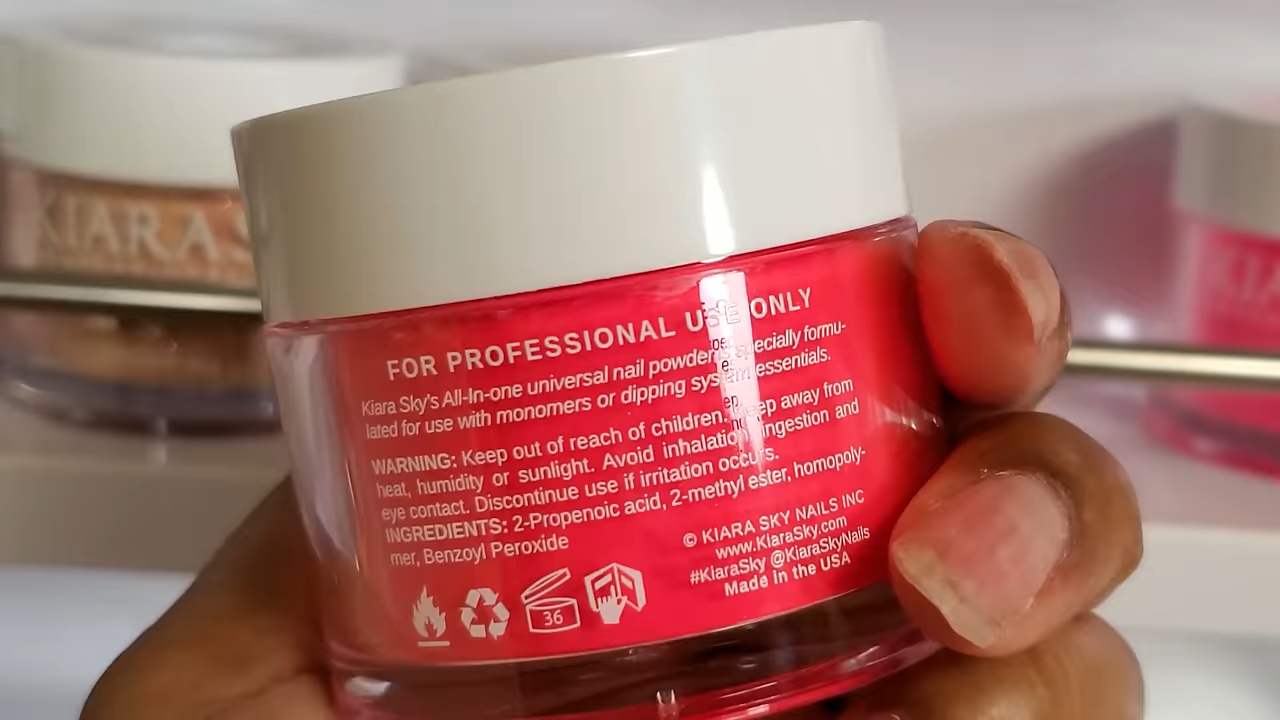 KIARA S
FOR PROFESSIONAL USE ONLY
Kiara Sky's All-In-one universal nail powder is specially formu-
lated for use with monomers or dipping system essentials.
WARNING: Keep out of reach of children. Keep away from
heat, humidity or sunlight. Avoid inhalation, ingestion and
eye contact. Discontinue use if irritation occurs.
INGREDIENTS: 2-Propenoic acid, 2-methyl ester, homopoly-
mer, Benzoyl Peroxide
36
© KIARA SKY NAILS INC
www.KiaraSky.com
#KiaraSky @KiaraSkyNails
Made in the USA
KIA